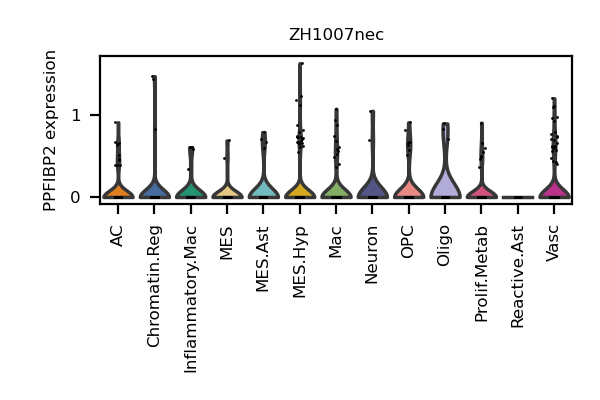 ZH1007nec
PPFIBP2 expression
1
0
AC
Chromatin.Reg
Inflammatory.Mac
MES
MES.Ast
MES.Hyp
Mac
Neuron
OPC
Oligo
Prolif.Metab
Reactive.Ast
Vasc